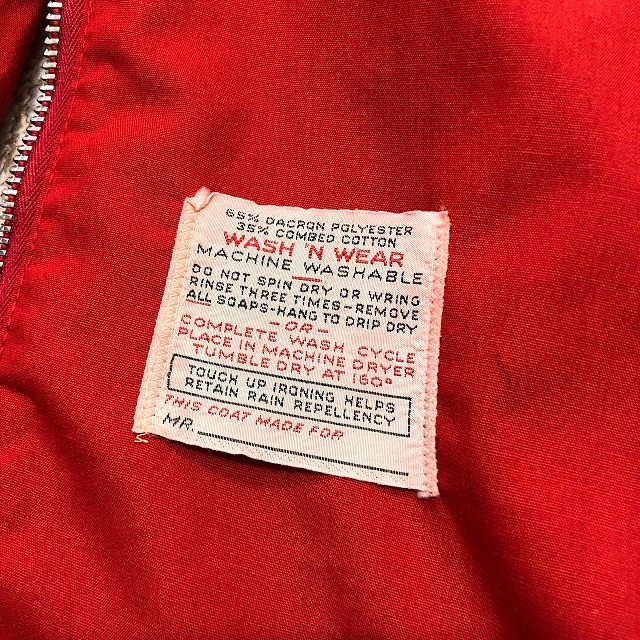 65% DACRON POLYESTER
35% COMBED COTTON
WASH 'N WEAR
MACHINE WASHABLE
DO NOT SPIN DRY OR WRING
RINSE THREE TIMES-REMOVE
ALL SOAPS-HANG TO DRIP DRY
-OR-
COMPLETE WASH CYCLE
PLACE IN MACHINE DRYER
TUMBLE DRY AT 160°
TOUCH UP IRONING HELPS
RETAIN RAIN REPELLENCY
THIS COAT MADE FOR
MR.